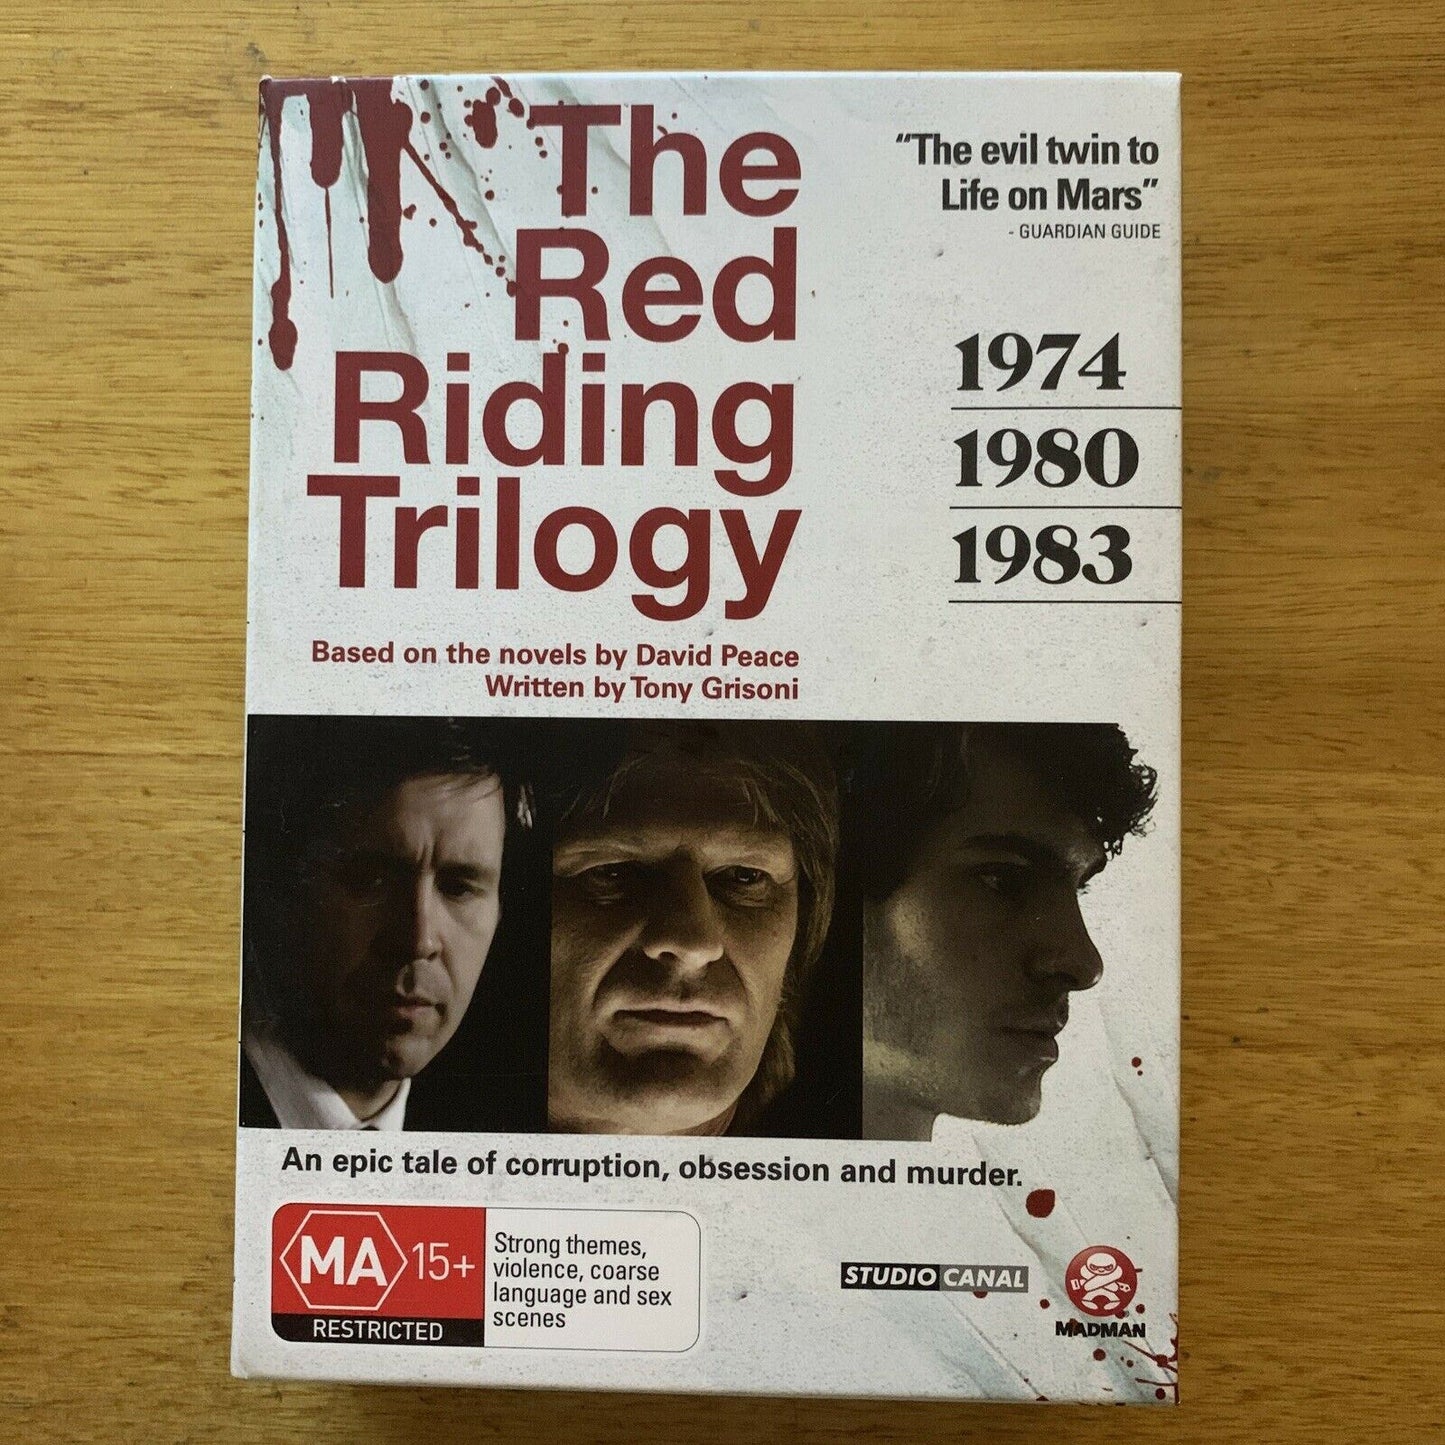 The
Red
Riding
Trilogy
"The evil twin to
Life on Mars"
- GUARDIAN GUIDE
1974
1980
1983
Based on the novels by David Peace
Written by Tony Grisoni
An epic tale of corruption, obsession and murder.
MA 15+
RESTRICTED
Strong themes,
violence, coarse
language and sex
scenes
STUDIO CANAL
MADMAN